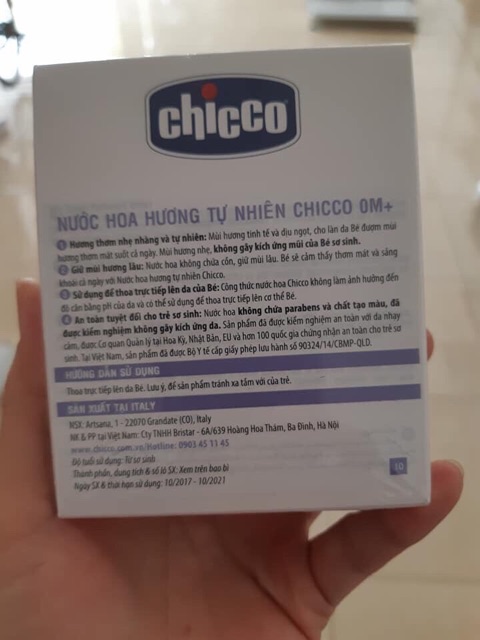 chicco
NƯỚC HOA HƯƠNG TỰ NHIÊN CHICCO 0M+
1 Hương thơm nhẹ nhàng và tự nhiên: Mùi hương tinh tế và dịu ngọt, cho làn da Bé đượm mùi
hương thơm mát suốt cả ngày. Mùi hương nhẹ, không gây kích ứng mũi của Bé sơ sinh.
2 Giữ mùi hương lâu: Nước hoa không chứa cồn, giữ mùi lâu. Bé sẽ cảm thấy thơm mát và sảng
khoái cả ngày với Nước hoa hương tự nhiên Chicco.
3 Sử dụng để thoa trực tiếp lên da của Bé: Công thức nước hoa Chicco không làm ảnh hưởng đến
độ cân bằng pH của da và có thể sử dụng để thoa trực tiếp lên cơ thể Bé.
4 An toàn tuyệt đối cho trẻ sơ sinh: Nước hoa không chứa parabens và chất tạo màu, đã
được kiểm nghiệm không gây kích ứng da. Sản phẩm đã được kiểm nghiệm an toàn với da nhạy
cảm, được Cơ quan Quản lý tại Hoa Kỳ, Nhật Bản, EU và hơn 100 quốc gia chứng nhận an toàn cho trẻ sơ
sinh. Tại Việt Nam, sản phẩm đã được Bộ Y tế cấp giấy phép lưu hành số 90324/14/CBMP-QLD.
HƯỚNG DẪN SỬ DỤNG
Thoa trực tiếp lên da Bé. Lưu ý, để sản phẩm tránh xa tầm với của trẻ.
SẢN XUẤT TẠI ITALY
NSX: Artsana, 1 - 22070 Grandate (CO), Italy
NK & PP tại Việt Nam: Cty TNHH Bristar - 6A/639 Hoàng Hoa Thám, Ba Đình, Hà Nội
www.chicco.com.vn/Hotline: 0903 45 11 45
Độ tuổi sử dụng: Từ sơ sinh
Thành phần, dung tích & số lô SX: Xem trên bao bì
Ngày SX & thời hạn sử dụng: 10/2017 - 10/2021
10